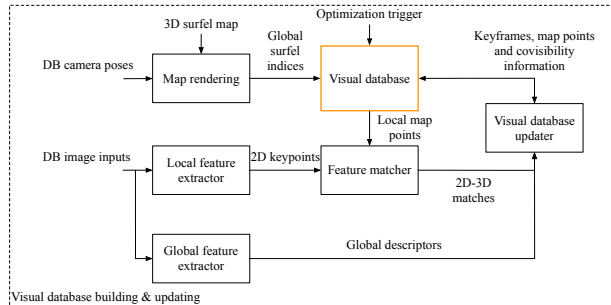 3D surfel map
Optimization trigger
Global
surfel
indices
Keyframes, map points
and covisibility
information
DB camera poses
Map rendering
Visual database
Local map
points
Visual database
updater
DB image inputs
Local feature
extractor
2D keypoints
Feature matcher
2D-3D
matches
Global feature
extractor
Global descriptors
Visual database building & updating